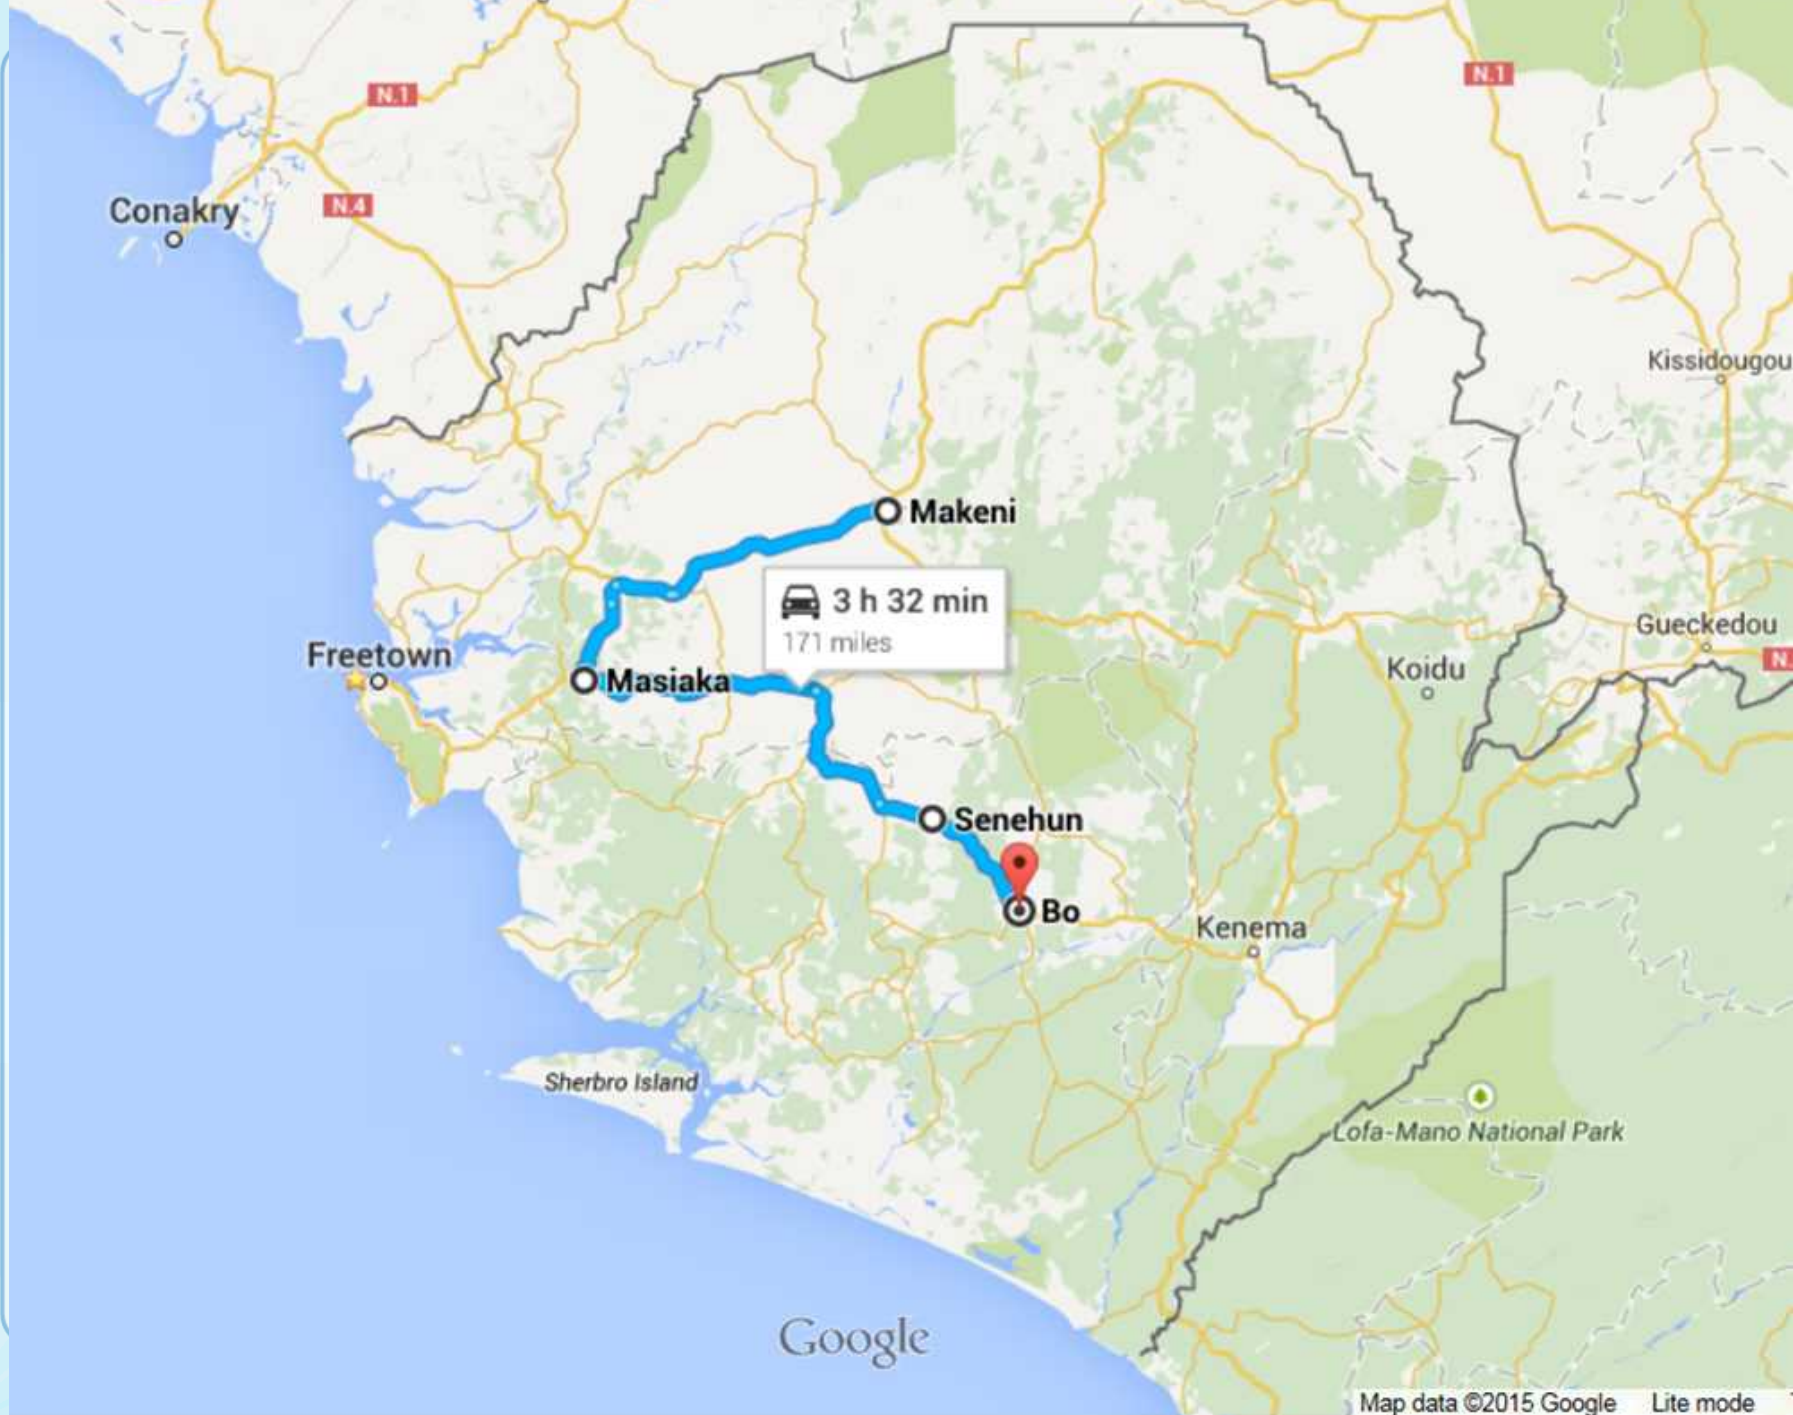 N.1
N.1
Conakry
N.4
Kissidougou
Makeni
3 h 32 min
171 miles
Gueckedou
N.
Freetown
Koidu
Masiaka
Senehun
Bo
Kenema
Sherbro Island
Lofa-Mano National Park
Google
Map data ©2015 Google Lite mode